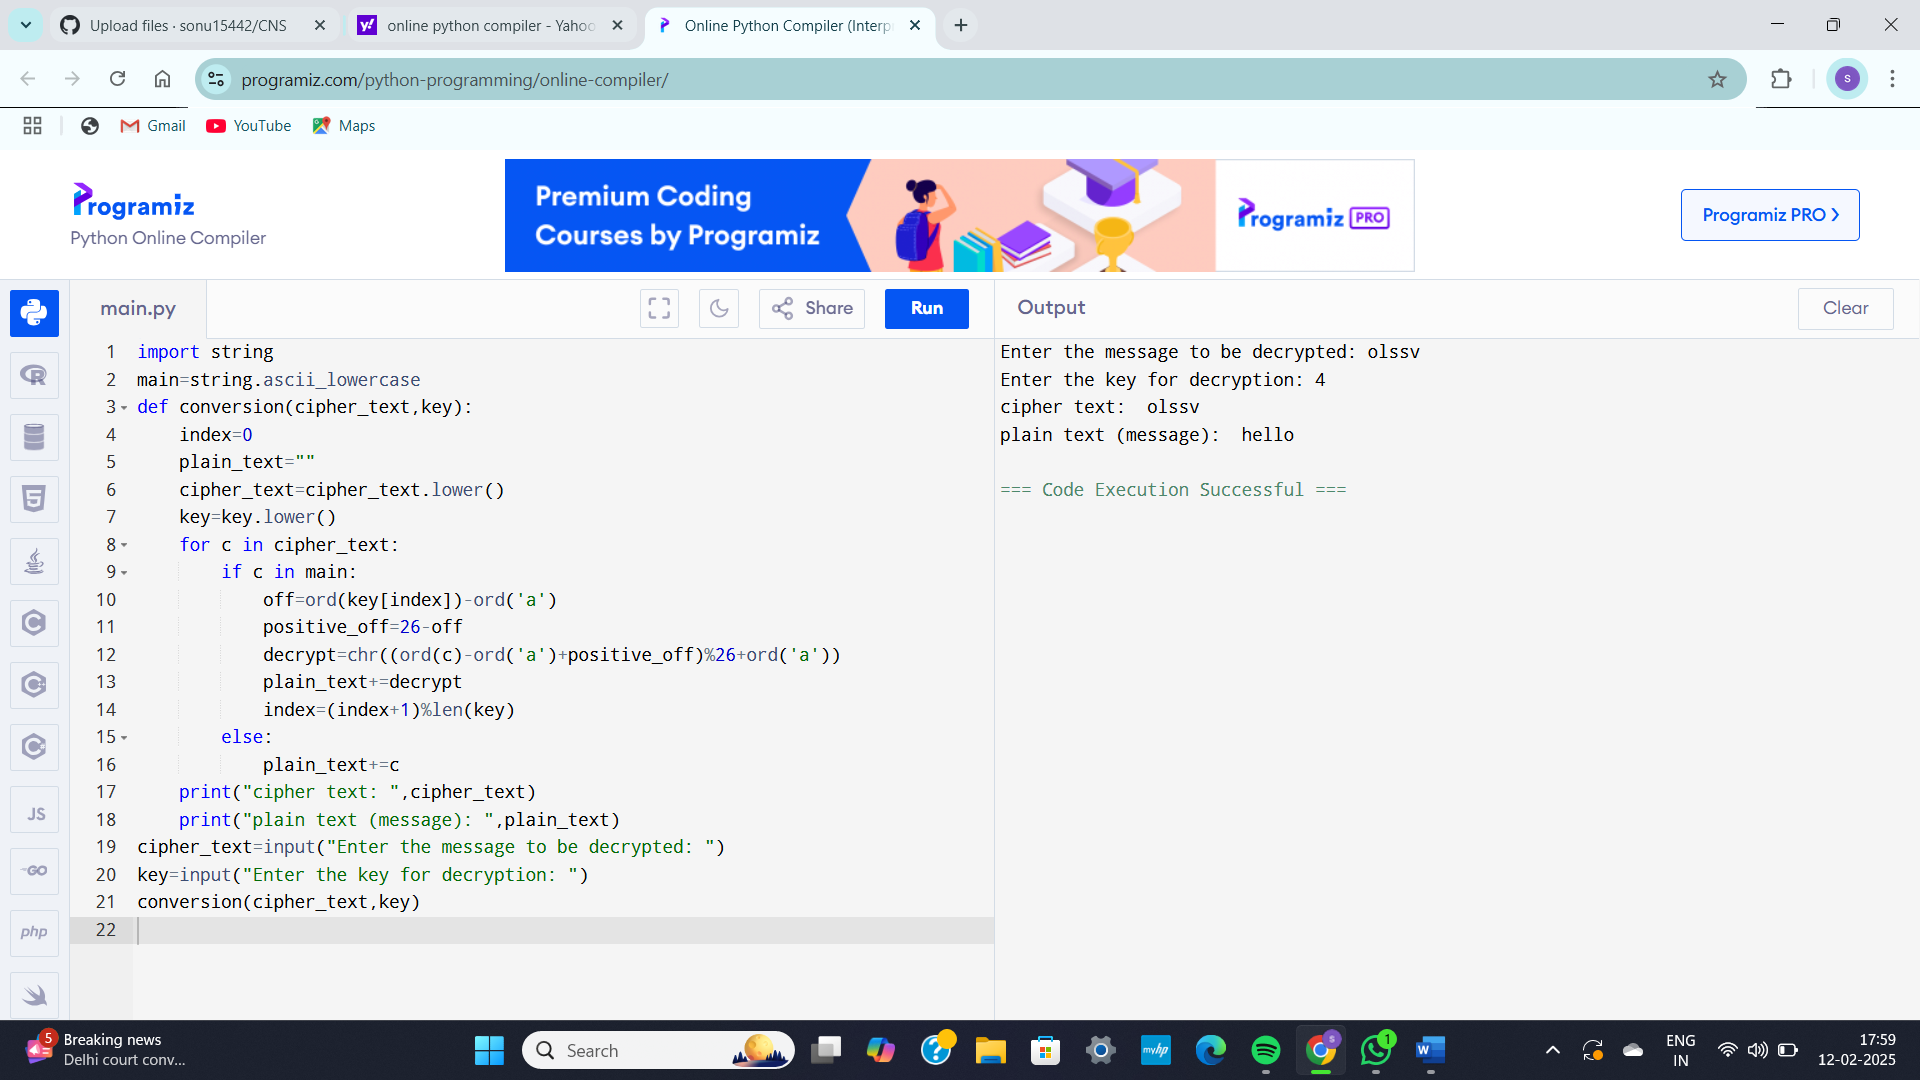 Upload files · sonu15442/CNS
online python compiler - Yahoo
Online Python Compiler (Interp
programiz.com/python-programming/online-compiler/
S
Gmail
YouTube
Maps
Programiz
Python Online Compiler
Premium Coding
Courses by Programiz
Programiz PRO
Programiz PRO ❯
main.py
Share
Run
Output
Clear
1 import string
2 main=string.ascii_lowercase
3 def conversion(cipher_text,key):
4     index=0
5     plain_text=""
6     cipher_text=cipher_text.lower()
7     key=key.lower()
8     for c in cipher_text:
9         if c in main:
10             off=ord(key[index])-ord('a')
11             positive_off=26-off
12             decrypt=chr((ord(c)-ord('a')+positive_off)%26+ord('a'))
13             plain_text+=decrypt
14             index=(index+1)%len(key)
15         else:
16             plain_text+=c
17     print("cipher text: ",cipher_text)
18     print("plain text (message): ",plain_text)
19 cipher_text=input("Enter the message to be decrypted: ")
20 key=input("Enter the key for decryption: ")
21 conversion(cipher_text,key)
22
Enter the message to be decrypted: olssv
Enter the key for decryption: 4
cipher text:  olssv
plain text (message):  hello
=== Code Execution Successful ===
R
5
C
C
C
JS
GO
php
5
Breaking news
Delhi court conv...
Search
myhp
S
1
W
ENG
IN
17:59
12-02-2025